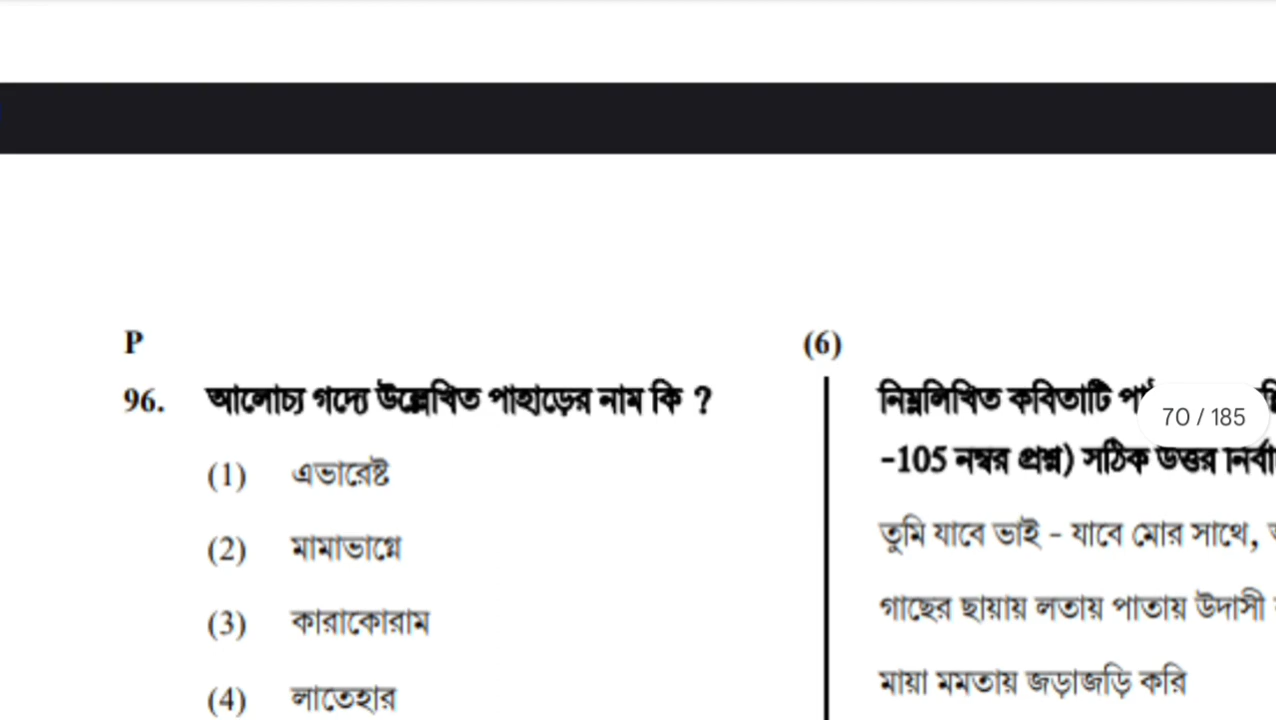 P
(6)
96. আলোচ্য গদ্যে উল্লেখিত পাহাড়ের নাম কি ?
(1) এভারেষ্ট
(2) মামাভাগ্নে
(3) কারাকোরাম
(4) লাতেহার
নিম্নলিখিত কবিতাটি
70 / 185
-105 নম্বর প্রশ্ন) সঠিক উত্তর
তুমি যাবে ভাই - যাবে মোর সাথে,
গাছের ছায়ায় লতায় পাতায় উদাসী
মায়া মমতায় জড়াজড়ি করি